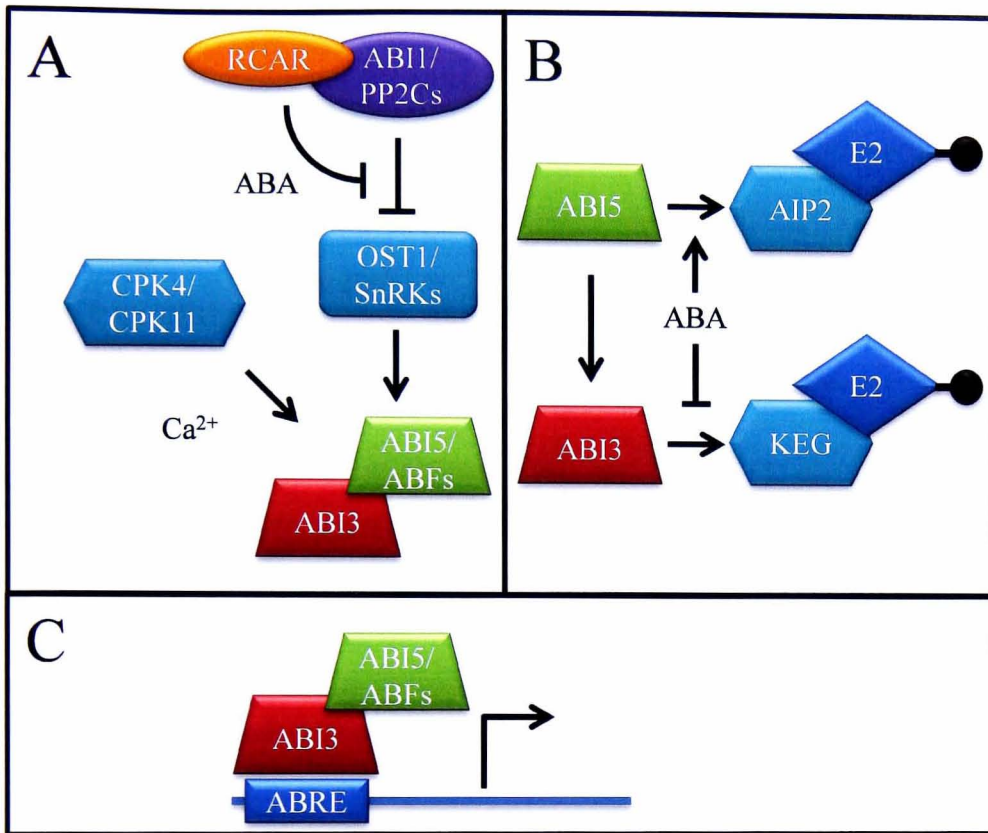 A
RCAR
ABI1/
PP2Cs
ABA
OST1/
SnRKs
CPK4/
CPK11
Ca²⁺
ABI5/
ABFs
ABI3
B
E2
ABI5
AIP2
ABA
E2
ABI3
KEG
C
ABI5/
ABFs
ABI3
ABRE